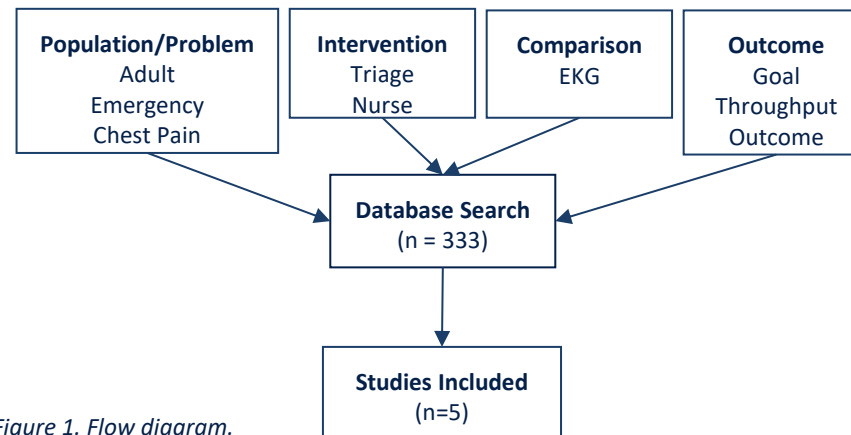 Population/Problem
Adult
Emergency
Chest Pain
Intervention
Triage
Nurse
Comparison
EKG
Outcome
Goal
Throughput
Outcome
Database Search
(n = 333)
Studies Included
(n=5)
Figure 1. Flow diagram.